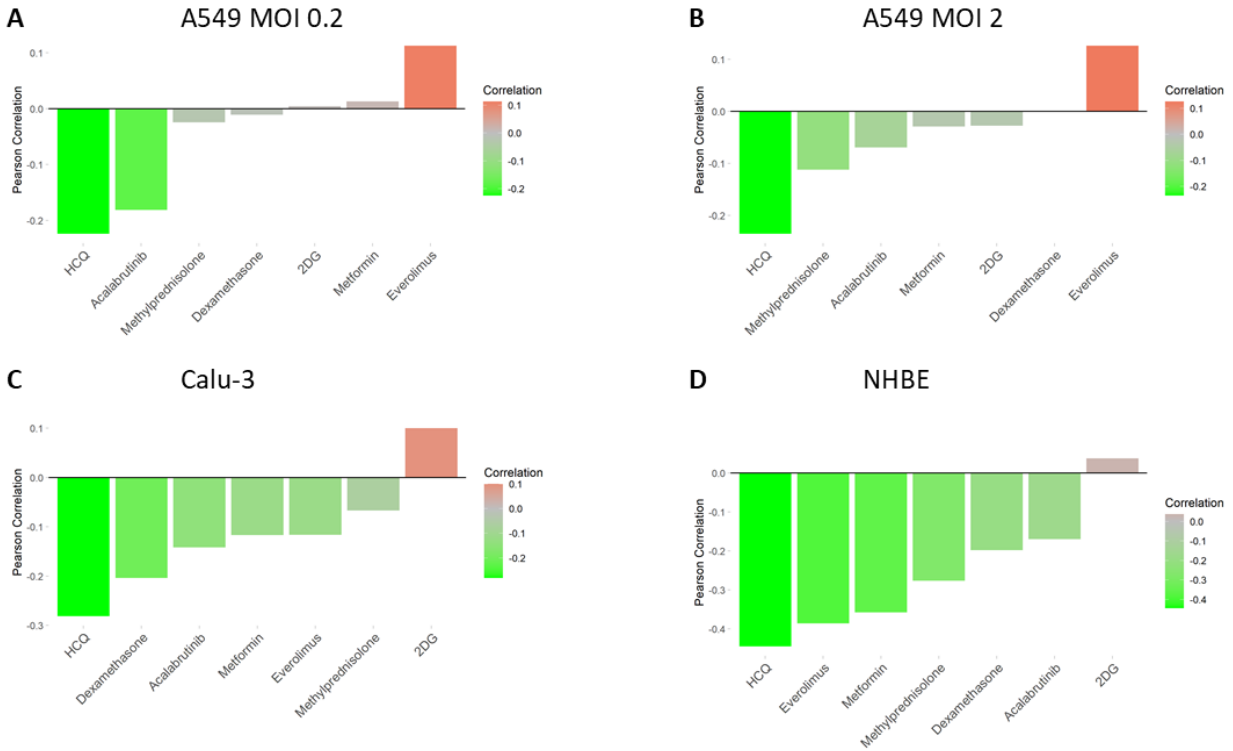 A
A549 MOI 0.2
Pearson Correlation
0.1
0.0
-0.1
-0.2
HCQ
Acalabrutinib
Methylprednisolone
Dexamethasone
2DG
Metformin
Everolimus
Correlation
0.1
0.0
-0.1
-0.2
B
A549 MOI 2
Pearson Correlation
0.1
0.0
-0.1
-0.2
HCQ
Methylprednisolone
Acalabrutinib
Metformin
2DG
Dexamethasone
Everolimus
Correlation
0.1
0.0
-0.1
-0.2
C
Calu-3
Pearson Correlation
0.1
0.0
-0.1
-0.2
-0.3
HCQ
Dexamethasone
Acalabrutinib
Metformin
Everolimus
Methylprednisolone
2DG
Correlation
0.1
0.0
-0.1
-0.2
D
NHBE
Pearson Correlation
0.0
-0.1
-0.2
-0.3
-0.4
HCQ
Everolimus
Metformin
Methylprednisolone
Dexamethasone
Acalabrutinib
2DG
Correlation
0.0
-0.1
-0.2
-0.3
-0.4